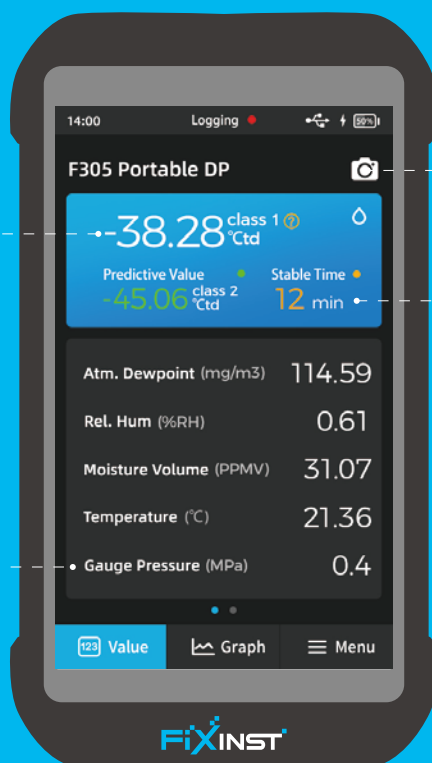 14:00 Logging 50%
F305 Portable DP
-38.28 °Ctd class 1 ?
Predictive Value Stable Time
-45.06 °Ctd class 2 12 min
Atm. Dewpoint (mg/m3) 114.59
Rel. Hum (%RH) 0.61
Moisture Volume (PPMV) 31.07
Temperature (°C) 21.36
Gauge Pressure (MPa) 0.4
123 Value Graph Menu
FiXINST